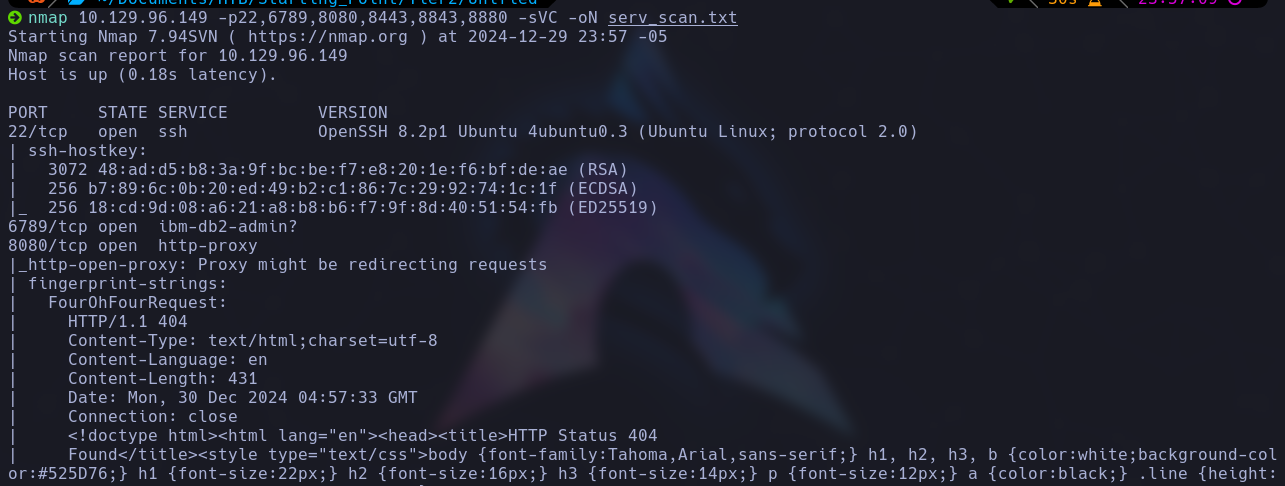 ~/Documents/HTB/Starting_Point/Tier2/Unified
nmap 10.129.96.149 -p22,6789,8080,8443,8843,8880 -sVC -oN serv_scan.txt
Starting Nmap 7.94SVN ( https://nmap.org ) at 2024-12-29 23:57 -05
Nmap scan report for 10.129.96.149
Host is up (0.18s latency).
PORT     STATE SERVICE         VERSION
22/tcp   open  ssh             OpenSSH 8.2p1 Ubuntu 4ubuntu0.3 (Ubuntu Linux; protocol 2.0)
| ssh-hostkey:
|   3072 48:ad:d5:b8:3a:9f:bc:be:f7:e8:20:1e:f6:bf:de:ae (RSA)
|   256 b7:89:6c:0b:20:ed:49:b2:c1:86:7c:29:92:74:1c:1f (ECDSA)
|_  256 18:cd:9d:08:a6:21:a8:b8:b6:f7:9f:8d:40:51:54:fb (ED25519)
6789/tcp open  ibm-db2-admin?
8080/tcp open  http-proxy
|_http-open-proxy: Proxy might be redirecting requests
| fingerprint-strings:
|   FourOhFourRequest:
|     HTTP/1.1 404
|     Content-Type: text/html;charset=utf-8
|     Content-Language: en
|     Content-Length: 431
|     Date: Mon, 30 Dec 2024 04:57:33 GMT
|     Connection: close
|     <!doctype html><html lang="en"><head><title>HTTP Status 404
|     Found</title><style type="text/css">body {font-family:Tahoma,Arial,sans-serif;} h1, h2, h3, b {color:white;background-col
or:#525D76;} h1 {font-size:22px;} h2 {font-size:16px;} h3 {font-size:14px;} p {font-size:12px;} a {color:black;} .line {height: